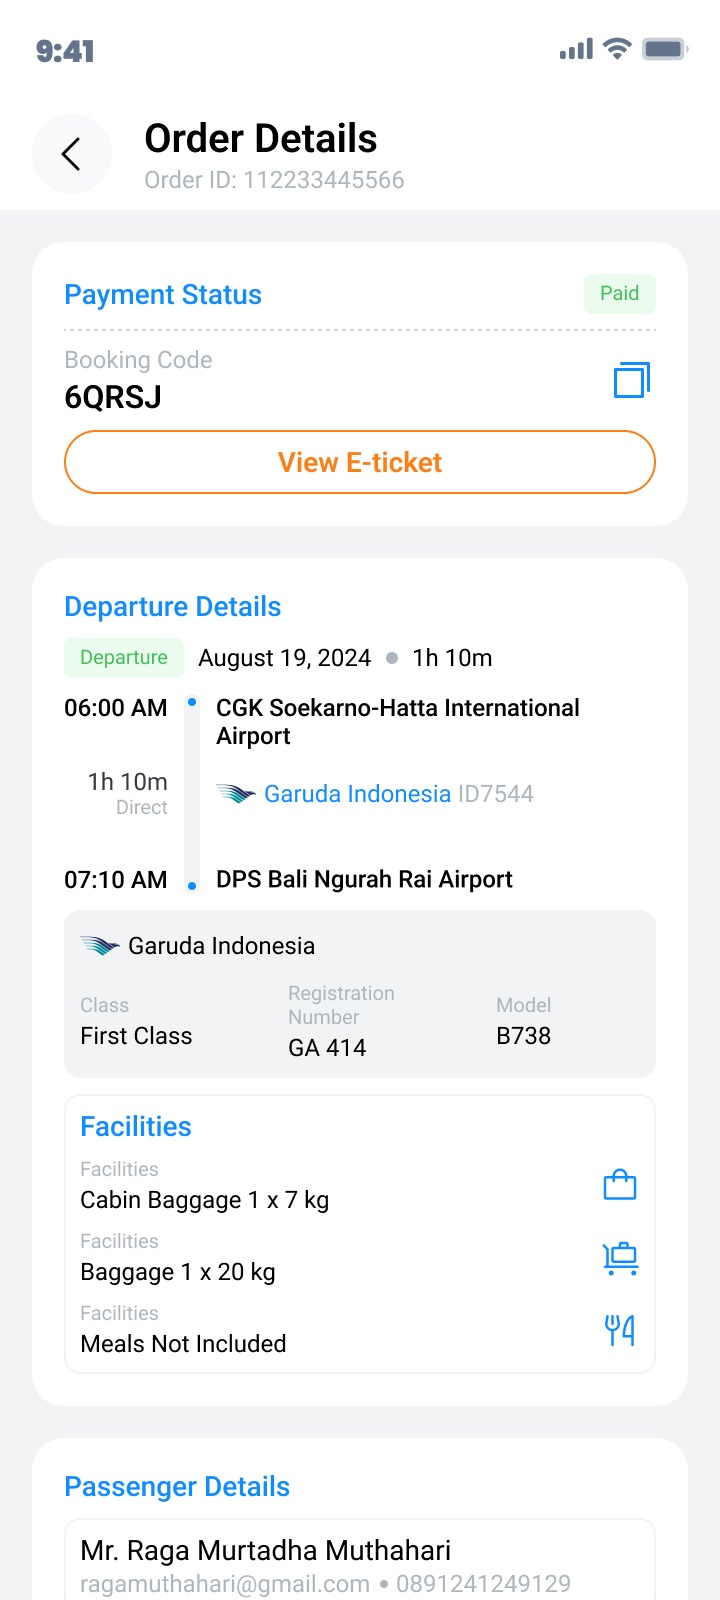 9:41
Order Details
Order ID: 112233445566
Payment Status
Paid
Booking Code
6QRSJ
View E-ticket
Departure Details
Departure August 19, 2024 • 1h 10m
06:00 AM CGK Soekarno-Hatta International
Airport
1h 10m
Direct
Garuda Indonesia ID7544
07:10 AM DPS Bali Ngurah Rai Airport
Garuda Indonesia
Class
First Class
Registration
Number
GA 414
Model
B738
Facilities
Facilities
Cabin Baggage 1 x 7 kg
Facilities
Baggage 1 x 20 kg
Facilities
Meals Not Included
Passenger Details
Mr. Raga Murtadha Muthahari
ragamuthahari@gmail.com • 0891241249129